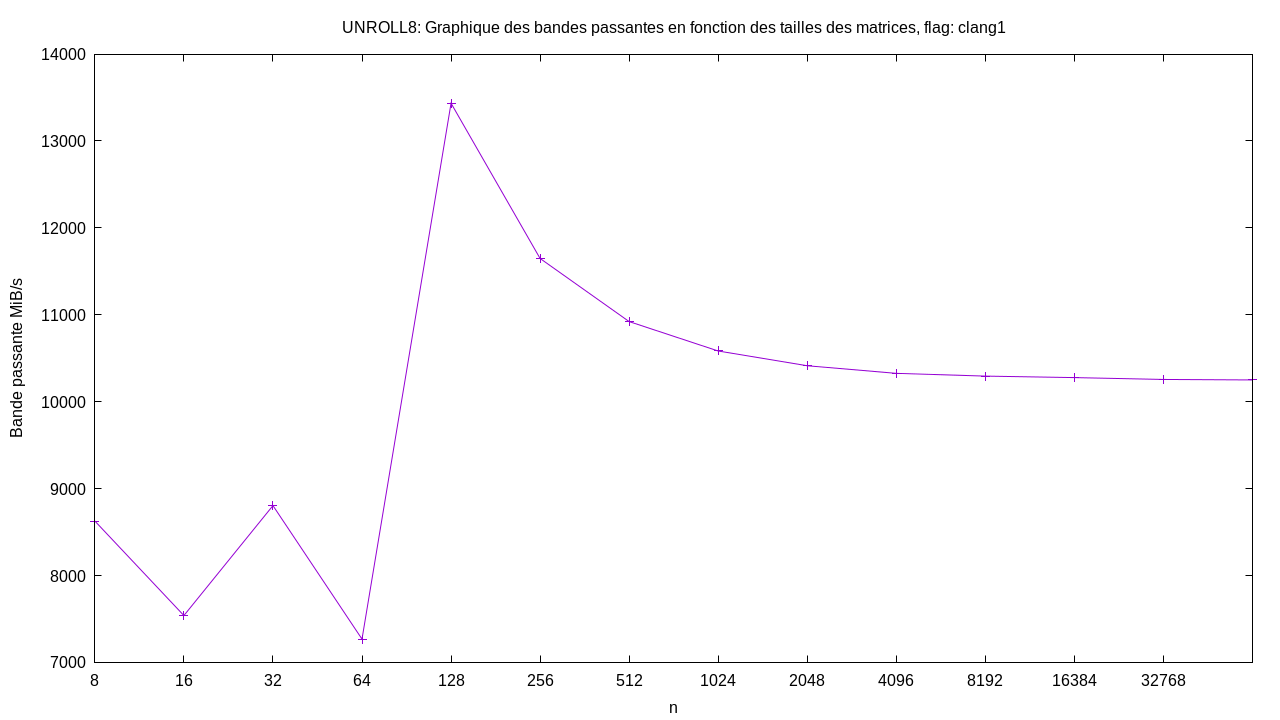 UNROLL8: Graphique des bandes passantes en fonction des tailles des matrices, flag: clang1
14000
13000
12000
11000
10000
9000
8000
7000
Bande passante MiB/s
8 16 32 64 128 256 512 1024 2048 4096 8192 16384 32768
n